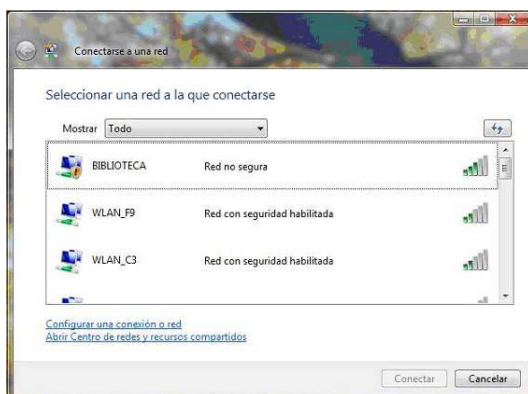 Conectarse a una red
Seleccionar una red a la que conectarse
Mostrar Todo
BIBLIOTECA Red no segura
WLAN_F9 Red con seguridad habilitada
WLAN_C3 Red con seguridad habilitada
Configurar una conexión o red
Abrir Centro de redes y recursos compartidos
Conectar Cancelar